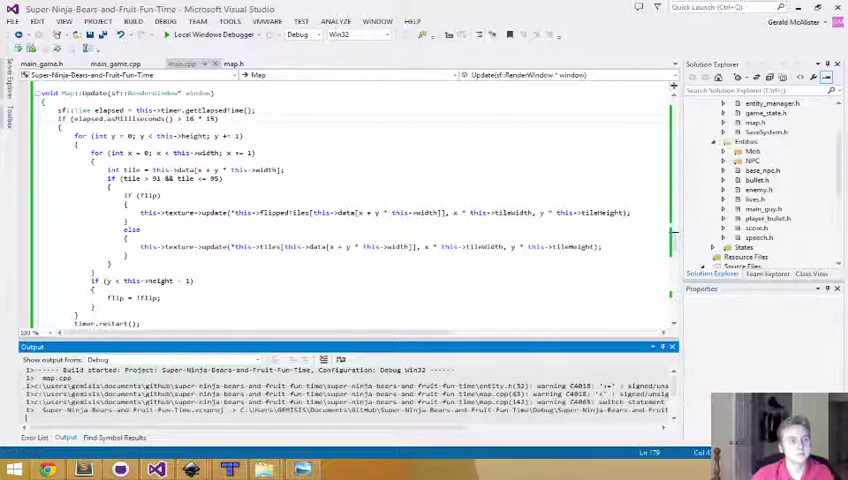 Super-Ninja-Bears-and-Fruit-Fun-Time - Microsoft Visual Studio
Quick Launch (Ctrl+Q)
FILE EDIT VIEW PROJECT BUILD DEBUG TEAM TOOLS TEST ANALYZE WINDOW HELP
Gerald McAlister
Local Windows Debugger Debug Win32
main_game.h main_game.cpp map.cpp map.h
Super-Ninja-Bears-and-Fruit-Fun-Time Map Update(sf::RenderWindow * window)
Server Explorer
Toolbox
void Map::Update(sf::RenderWindow* window)
{
sf::Time elapsed = this->timer.getElapsedTime();
if (elapsed.asMilliseconds() > 16 * 15)
{
for (int y = 0; y < this->height; y += 1)
{
for (int x = 0; x < this->width; x += 1)
{
int tile = this->data[x + y * this->width];
if (tile > 91 && tile <= 95)
{
if (flip)
{
this->texture->update(*this->flippedTiles[this->data[x + y * this->width]], x * this->tileWidth, y * this->tileHeight);
}
else
{
this->texture->update(*this->tiles[this->data[x + y * this->width]], x * this->tileWidth, y * this->tileHeight);
}
}
}
if (y < this->height - 1)
{
flip = !flip;
}
}
timer.restart();
100 %
Solution Explorer
Search Solution Explorer (Ctrl+;)
entity_manager.h
game_state.h
map.h
SaveSystem.h
Entities
Mob
NPC
base_npc.h
bullet.h
enemy.h
lives.h
main_guy.h
player_bullet.h
score.h
speech.h
States
Resource Files
Source Files
Solution Explorer Team Explorer Class View
Properties
Output
Show output from: Debug
1>------ Build started: Project: Super-Ninja-Bears-and-Fruit-Fun-Time, Configuration: Debug Win32
1> map.cpp
1>c:\users\gemisis\documents\github\super-ninja-bears-and-fruit-fun-time\entity.h(32): warning C4018: '>=' : signed/uns
1>c:\users\gemisis\documents\github\super-ninja-bears-and-fruit-fun-time\map.cpp(63): warning C4018: '<' : signed/unsig
1>c:\users\gemisis\documents\github\super-ninja-bears-and-fruit-fun-time\map.cpp(142): warning C4065: switch statement
1> Super-Ninja-Bears-and-Fruit-Fun-Time.vcxproj -> C:\Users\GEMISIS\Documents\GitHub\Super-Ninja-Bears-and-Fruit-Fun-Time\Debug\Super-Ninja-Bears-and-Fruit
Error List Output Find Symbol Results
Ln 179